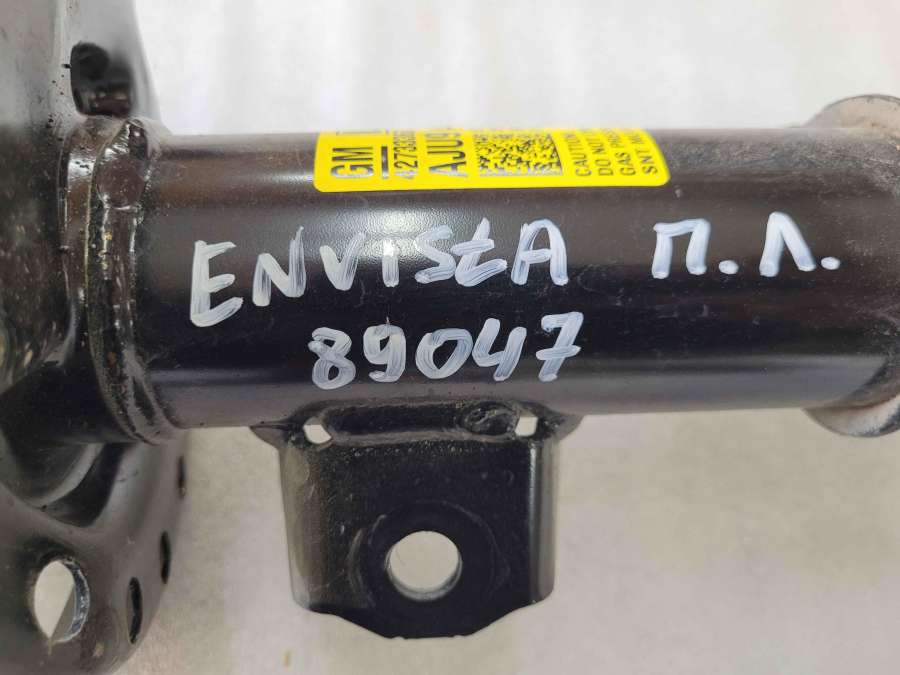 GM
AJU9
CAUTION
DO NOT
GAS
ENVISTA П.Л.
89047